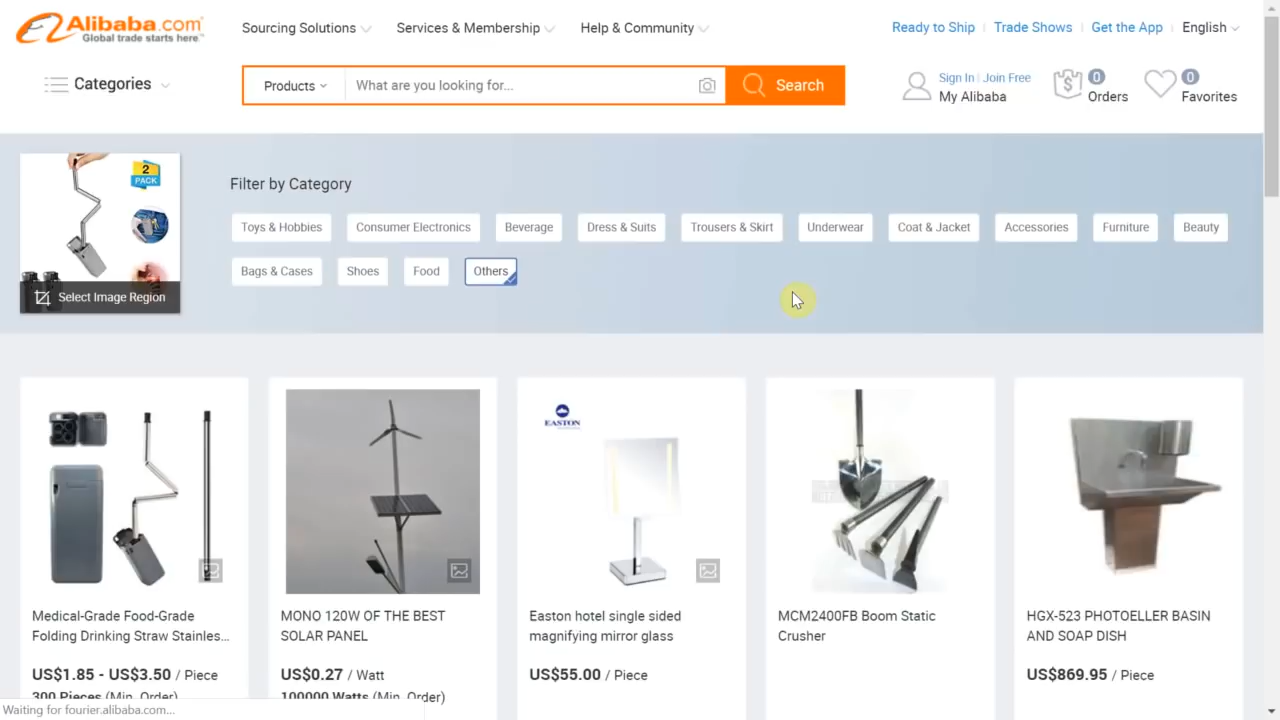 Alibaba.com
Global trade starts here.™
Sourcing Solutions
Services & Membership
Help & Community
Ready to Ship
Trade Shows
Get the App
English
Categories
Products
What are you looking for...
Search
Sign In | Join Free
My Alibaba
0
Orders
0
Favorites
2
PACK
Select Image Region
Filter by Category
Toys & Hobbies
Consumer Electronics
Beverage
Dress & Suits
Trousers & Skirt
Underwear
Coat & Jacket
Accessories
Furniture
Beauty
Bags & Cases
Shoes
Food
Others
EASTON
Medical-Grade Food-Grade
Folding Drinking Straw Stainles...
US$1.85 - US$3.50 / Piece
300 Pieces (Min. Order)
MONO 120W OF THE BEST
SOLAR PANEL
US$0.27 / Watt
100000 Watts (Min. Order)
Easton hotel single sided
magnifying mirror glass
US$55.00 / Piece
MCM2400FB Boom Static
Crusher
HGX-523 PHOTOELLER BASIN
AND SOAP DISH
US$869.95 / Piece
Waiting for fourier.alibaba.com...